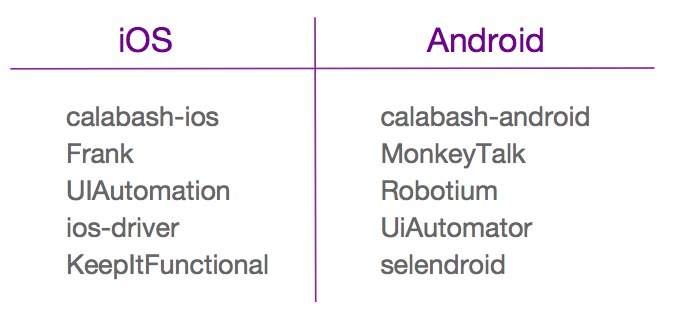 iOS Android
calabash-ios calabash-android
Frank MonkeyTalk
UIAutomation Robotium
ios-driver UiAutomator
KeepItFunctional selendroid